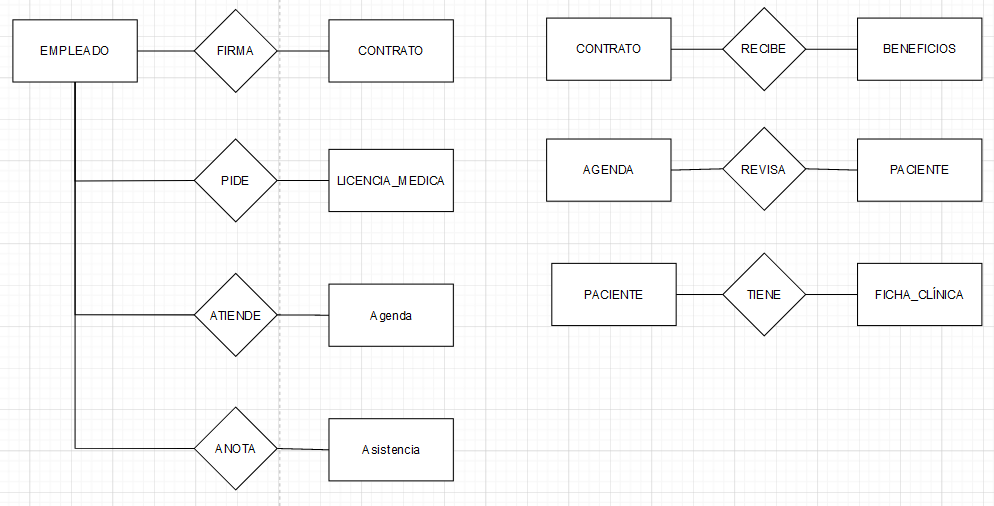 EMPLEADO
FIRMA
CONTRATO
PIDE
LICENCIA_MEDICA
ATIENDE
Agenda
ANOTA
Asistencia
CONTRATO
RECIBE
BENEFICIOS
AGENDA
REVISA
PACIENTE
PACIENTE
TIENE
FICHA_CLÍNICA